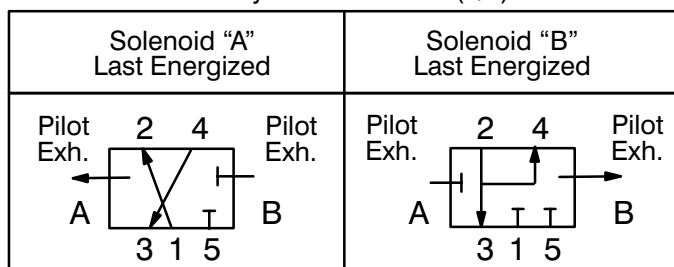 Solenoid “A”
Last Energized
Solenoid “B”
Last Energized
Pilot
Exh.
2 4
Pilot
Exh.
A
B
3 1 5
Pilot
Exh.
2 4
Pilot
Exh.
A
B
3 1 5